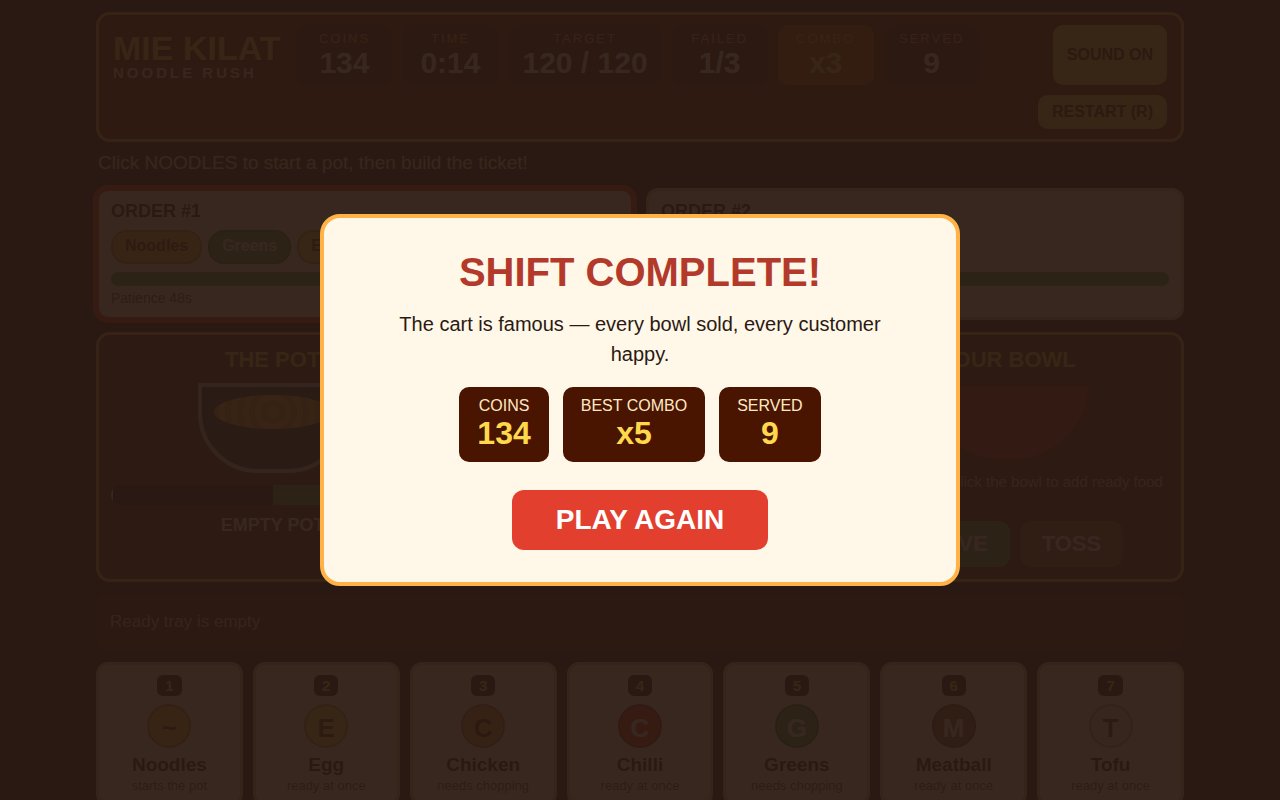 MIE KILAT
NOODLE RUSH
COINS
134
TIME
0:14
TARGET
120 / 120
FAILED
1/3
COMBO
x3
SERVED
9
SOUND ON
RESTART (R)
Click NOODLES to start a pot, then build the ticket!
ORDER #1
Noodles Greens
Patience 48s
ORDER #2
SHIFT COMPLETE!
The cart is famous — every bowl sold, every customer
happy.
COINS
134
BEST COMBO
x5
SERVED
9
PLAY AGAIN
THE POT
EMPTY POT
BOWL
the bowl to add ready food
TOSS
Ready tray is empty
1
~
Noodles
starts the pot
2
E
Egg
ready at once
3
C
Chicken
needs chopping
4
C
Chilli
ready at once
5
G
Greens
needs chopping
6
M
Meatball
ready at once
7
T
Tofu
ready at once